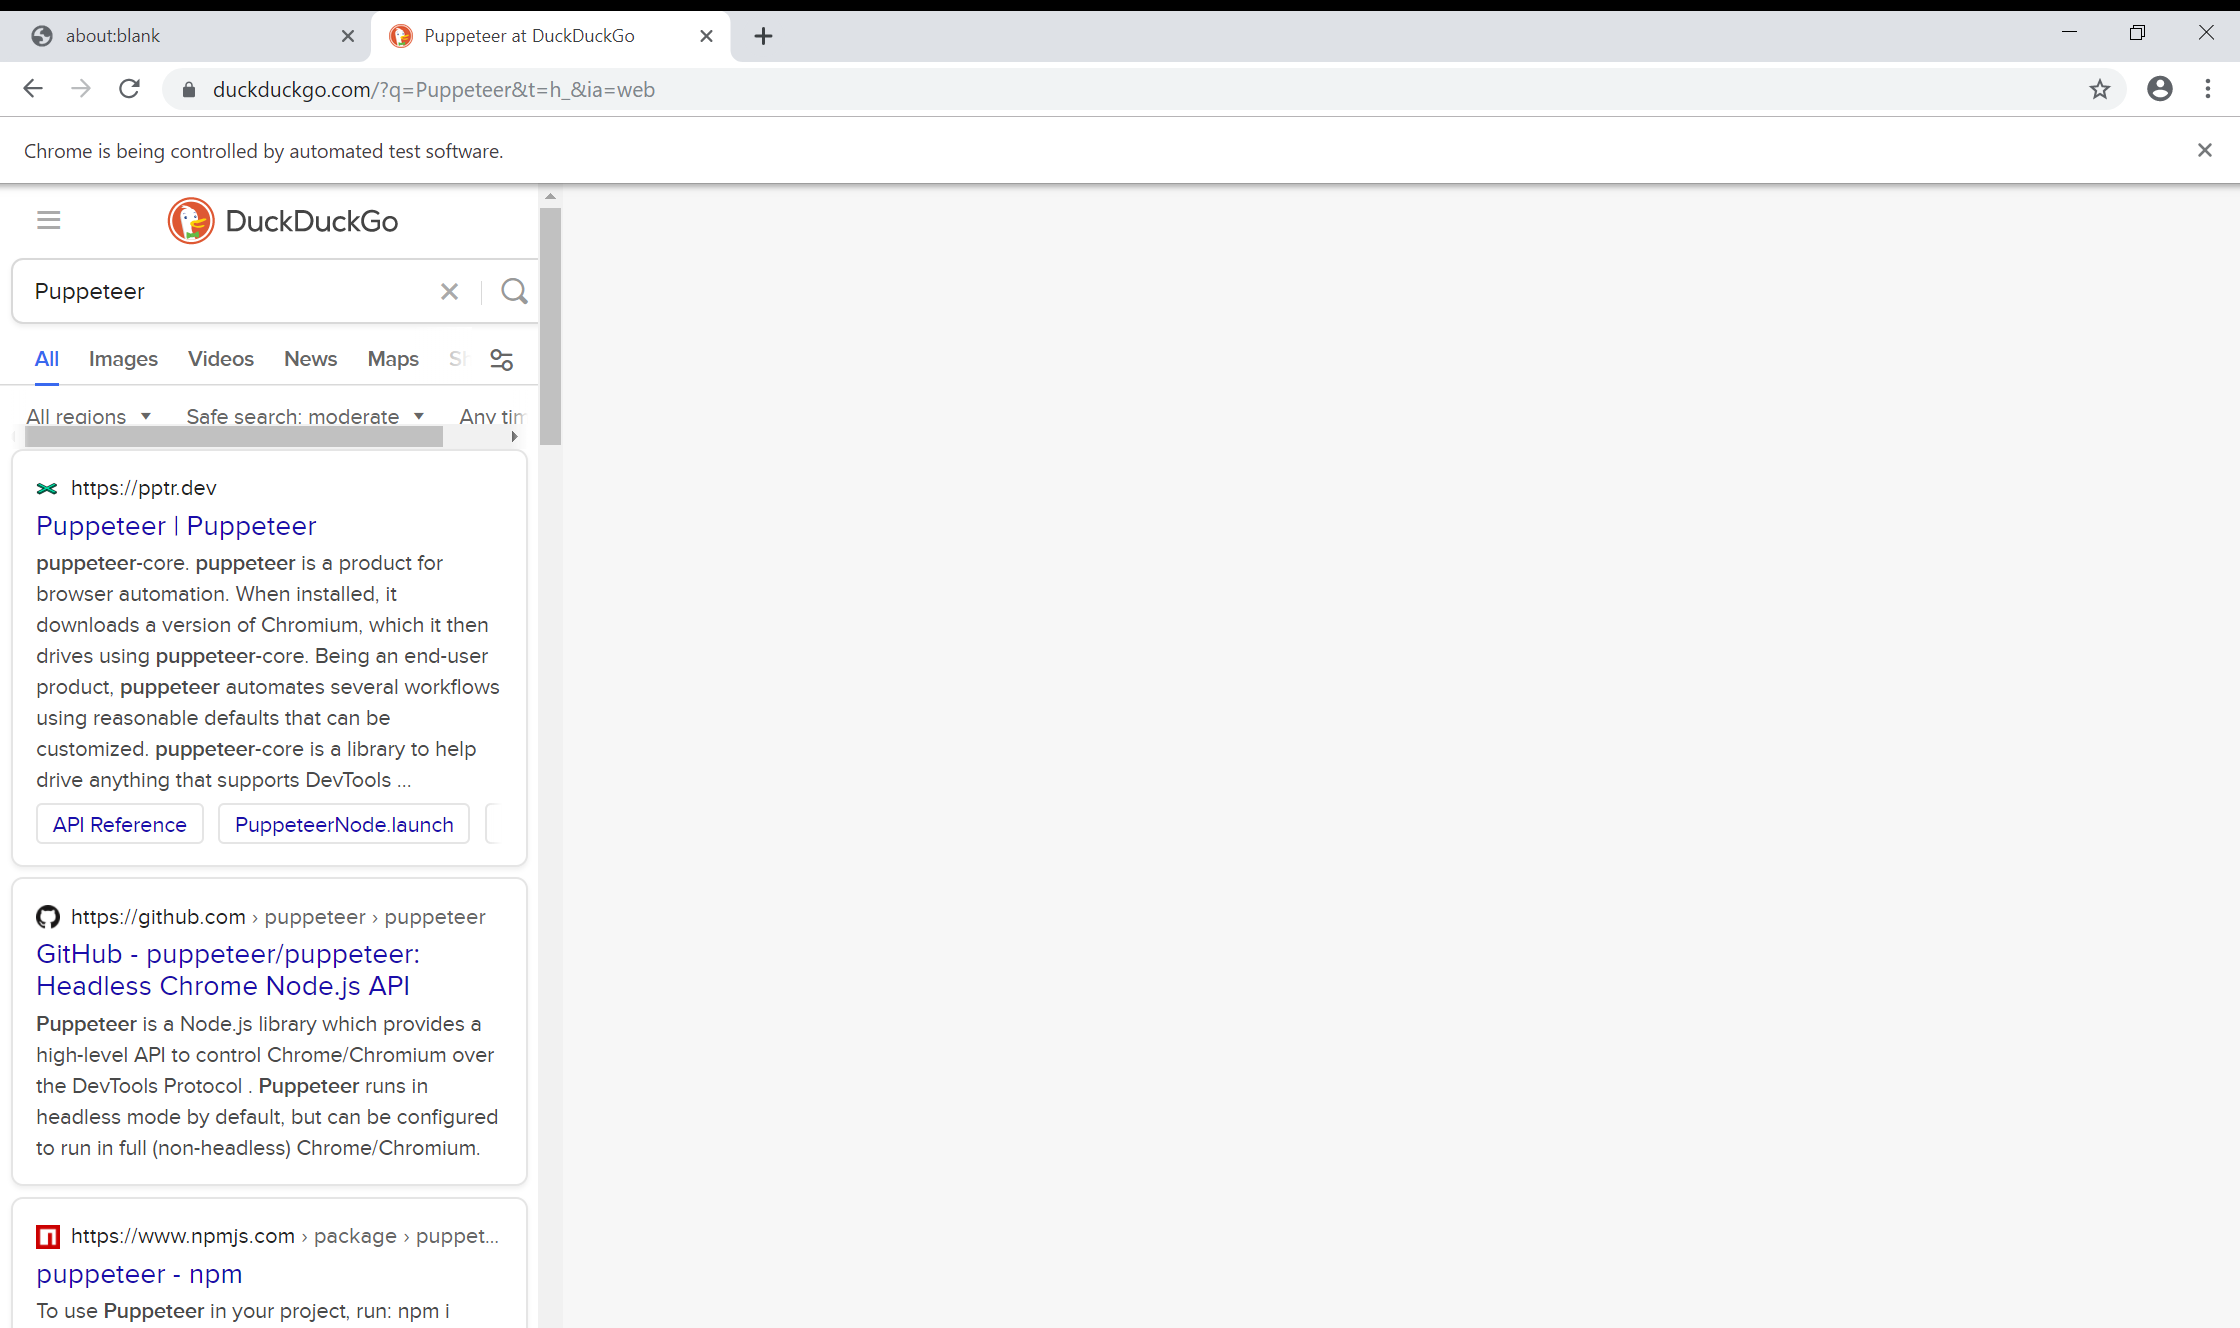 about:blank
Puppeteer at DuckDuckGo
duckduckgo.com/?q=Puppeteer&t=h_&ia=web
Chrome is being controlled by automated test software.
DuckDuckGo
Puppeteer
All Images Videos News Maps
All regions Safe search: moderate Any
https://pptr.dev
Puppeteer | Puppeteer
puppeteer-core. puppeteer is a product for
browser automation. When installed, it
downloads a version of Chromium, which it then
drives using puppeteer-core. Being an end-user
product, puppeteer automates several workflows
using reasonable defaults that can be
customized. puppeteer-core is a library to help
drive anything that supports DevTools ...
API Reference PuppeteerNode.launch
https://github.com › puppeteer › puppeteer
GitHub - puppeteer/puppeteer:
Headless Chrome Node.js API
Puppeteer is a Node.js library which provides a
high-level API to control Chrome/Chromium over
the DevTools Protocol . Puppeteer runs in
headless mode by default, but can be configured
to run in full (non-headless) Chrome/Chromium.
https://www.npmjs.com › package › puppet...
puppeteer - npm
To use Puppeteer in your project, run: npm i